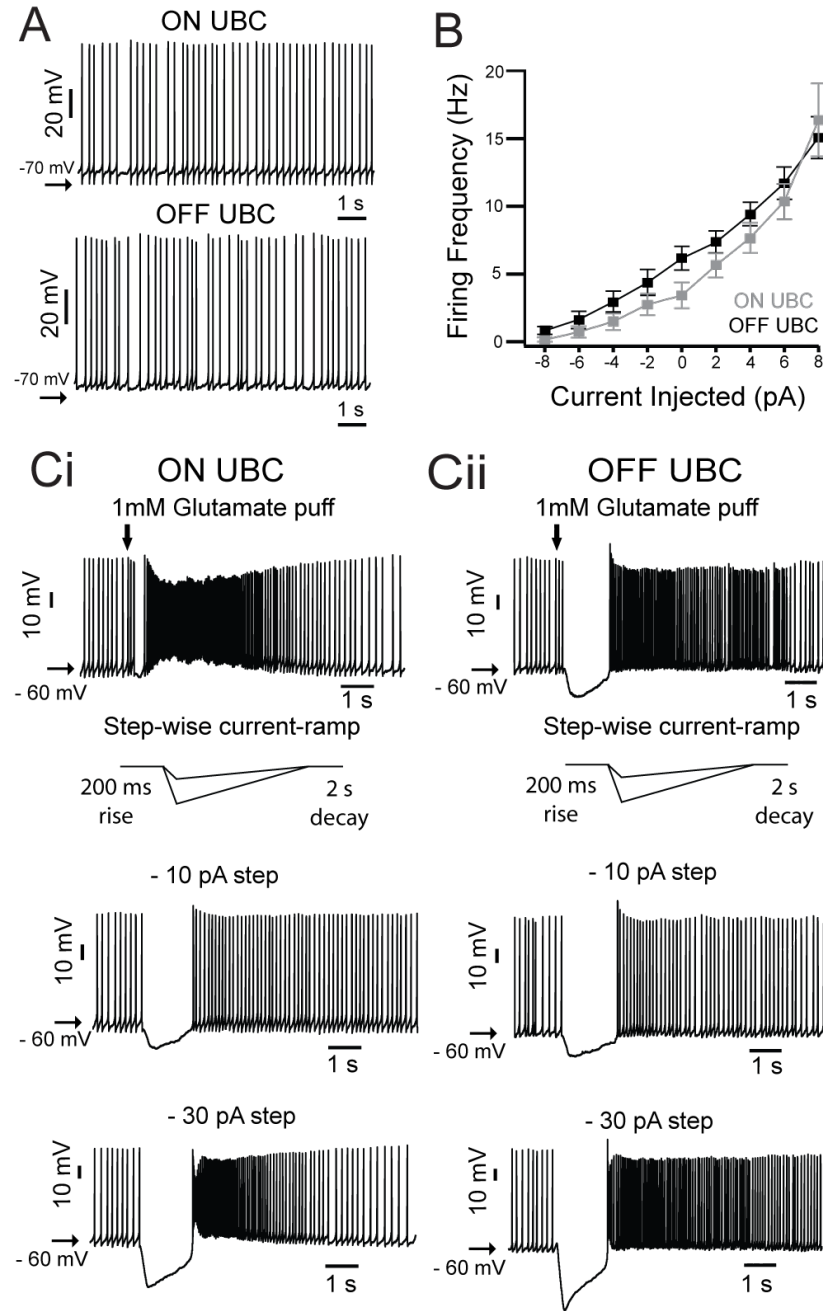 A
ON UBC
20 mV
-70 mV
1 s
OFF UBC
20 mV
-70 mV
1 s
B
Firing Frequency (Hz)
20
15
10
5
0
-8 -6 -4 -2 0 2 4 6 8
Current Injected (pA)
ON UBC
OFF UBC
Ci
ON UBC
1mM Glutamate puff
10 mV
- 60 mV
1 s
Step-wise current-ramp
200 ms
rise
2 s
decay
- 10 pA step
10 mV
- 60 mV
1 s
- 30 pA step
10 mV
- 60 mV
1 s
Cii
OFF UBC
1mM Glutamate puff
10 mV
- 60 mV
1 s
Step-wise current-ramp
200 ms
rise
2 s
decay
- 10 pA step
10 mV
- 60 mV
1 s
- 30 pA step
10 mV
- 60 mV
1 s